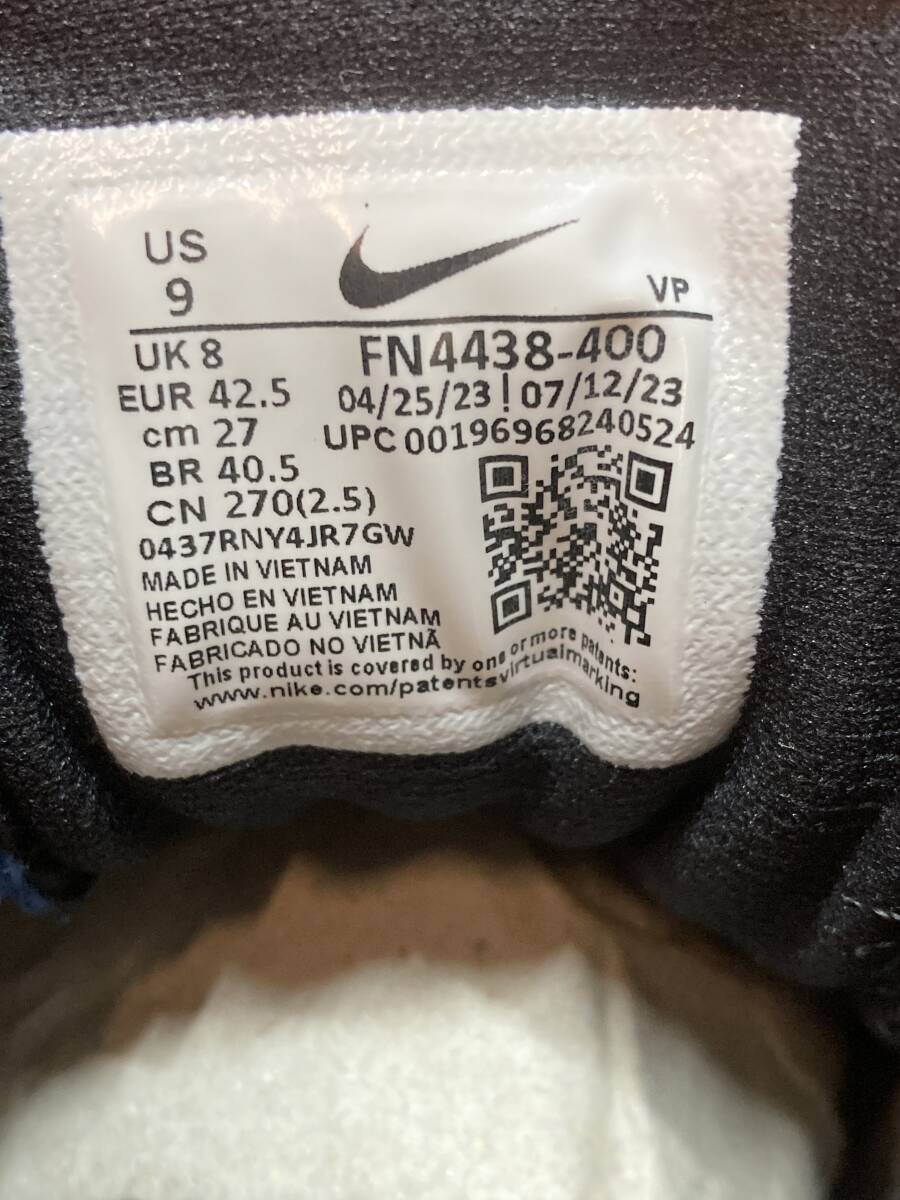 US
9
VP
UK 8
EUR 42.5
cm 27
BR 40.5
CN 270(2.5)
FN4438-400
04/25/23 | 07/12/23
UPC 00196968240524
0437RNY4JR7GW
MADE IN VIETNAM
HECHO EN VIETNAM
FABRIQUE AU VIETNAM
FABRICADO NO VIETNÃ
This product is covered by one or more patents:
www.nike.com/patentsvirtualmarking